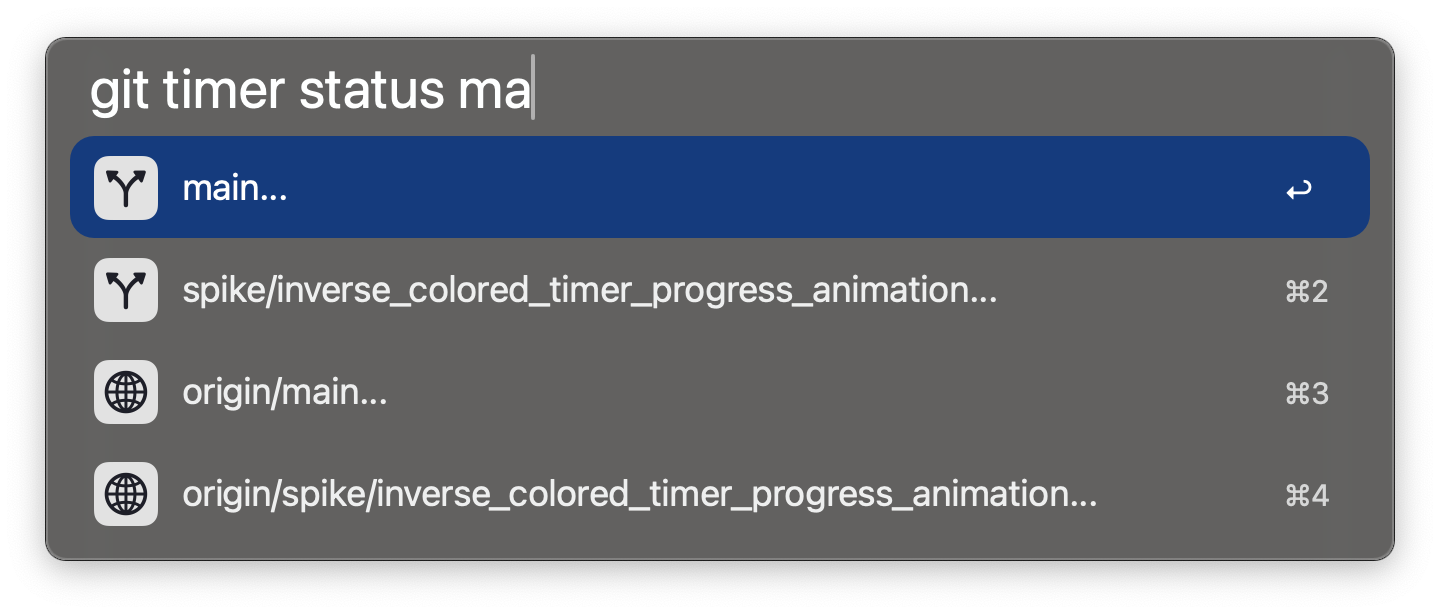 git timer status ma
main...
spike/inverse_colored_timer_progress_animation... ⌘2
origin/main... ⌘3
origin/spike/inverse_colored_timer_progress_animation... ⌘4